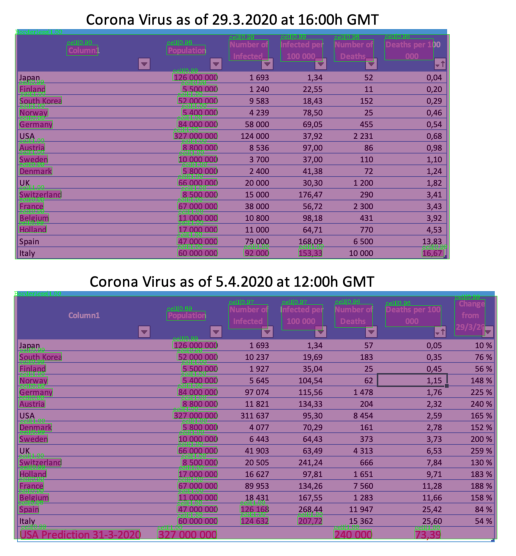 Corona Virus as of 29.3.2020 at 16:00h GMT
Column1 Population Number of Infected Infected per 100 000 Number of Deaths Deaths per 100 000
Japan 126 000 000 1 693 1,34 52 0,04
Finland 5 500 000 1 240 22,55 11 0,20
South Korea 52 000 000 9 583 18,43 152 0,29
Norway 5 400 000 4 239 78,50 25 0,46
Germany 84 000 000 58 000 69,05 455 0,54
USA 327 000 000 124 000 37,92 2 231 0,68
Austria 8 800 000 8 536 97,00 86 0,98
Sweden 10 000 000 3 700 37,00 110 1,10
Denmark 5 800 000 2 400 41,38 72 1,24
UK 66 000 000 20 000 30,30 1 200 1,82
Switzerland 8 500 000 15 000 176,47 290 3,41
France 67 000 000 38 000 56,72 2 300 3,43
Belgium 11 000 000 10 800 98,18 431 3,92
Holland 17 000 000 11 000 64,71 770 4,53
Spain 47 000 000 79 000 168,09 6 500 13,83
Italy 60 000 000 92 000 153,33 10 000 16,67
Corona Virus as of 5.4.2020 at 12:00h GMT
Column1 Population Number of Infected Infected per 100 000 Number of Deaths Deaths per 100 000 Change from 29/3/20
Japan 126 000 000 1 693 1,34 57 0,05 10 %
South Korea 52 000 000 10 237 19,69 183 0,35 76 %
Finland 5 500 000 1 927 35,04 25 0,45 56 %
Norway 5 400 000 5 645 104,54 62 1,15 148 %
Germany 84 000 000 97 074 115,56 1 478 1,76 225 %
Austria 8 800 000 11 821 134,33 204 2,32 240 %
USA 327 000 000 311 637 95,30 8 454 2,59 165 %
Denmark 5 800 000 4 077 70,29 161 2,78 152 %
Sweden 10 000 000 6 443 64,43 373 3,73 200 %
UK 66 000 000 41 903 63,49 4 313 6,53 259 %
Switzerland 8 500 000 20 505 241,24 666 7,84 130 %
Holland 17 000 000 16 627 97,81 1 651 9,71 183 %
France 67 000 000 89 953 134,26 7 560 11,28 188 %
Belgium 11 000 000 18 431 167,55 1 283 11,66 158 %
Spain 47 000 000 126 168 268,44 11 947 25,42 84 %
Italy 60 000 000 124 632 207,72 15 362 25,60 54 %
USA Prediction 31-3-2020 327 000 000 240 000 73,39